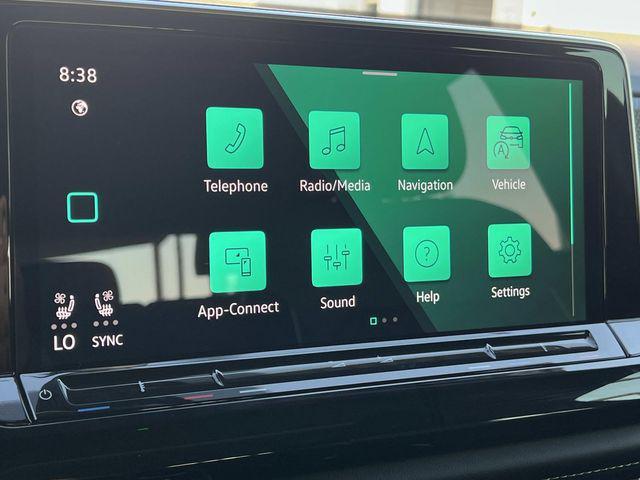 8:38
Telephone
Radio/Media
Navigation
Vehicle
A
App-Connect
Sound
?
Help
Settings
LO
SYNC